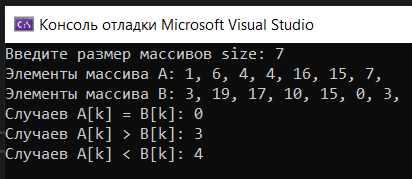 Консоль отладки Microsoft Visual Studio
Введите размер массивов size: 7
Элементы массива A: 1, 6, 4, 4, 16, 15, 7,
Элементы массива B: 3, 19, 17, 10, 15, 0, 3,
Случаев A[k] = B[k]: 0
Случаев A[k] > B[k]: 3
Случаев A[k] < B[k]: 4